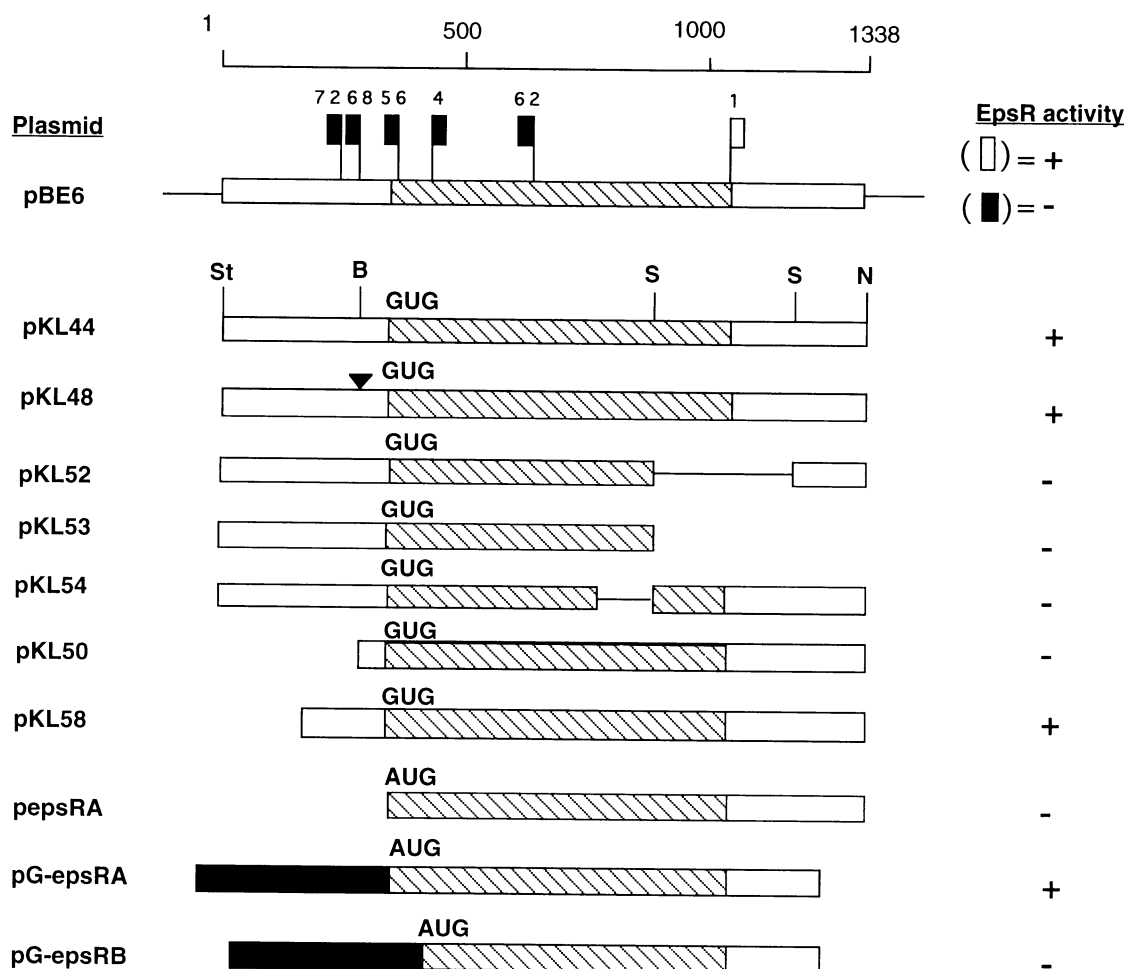 1 500 1000 1338
7 2 6 8 5 6 4 6 2 1
Plasmid EpsR activity
( ) = +
pBE6
( ) = -
St B S S N
GUG
pKL44 +
GUG
pKL48 +
GUG
pKL52 -
GUG
pKL53 -
GUG
pKL54 -
GUG
pKL50 -
GUG
pKL58 +
AUG
pepsRA -
AUG
pG-epsRA +
AUG
pG-epsRB -